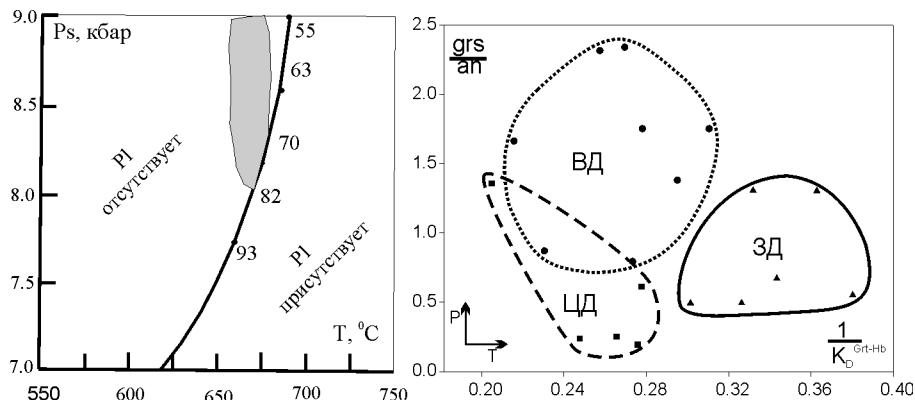 9.0
Ps, кбар
55
63
8.5
70
Pl
отсутствует
8.0
82
93
Pl
присутствует
7.5
T, ⁰C
7.0
550
600
650
700
750
2.5
grs
an
2.0
ВД
1.5
1.0
ЗД
0.5
ЦД
P
T
1
K_D^Grt-Hb
0.0
0.20
0.24
0.28
0.32
0.36
0.40